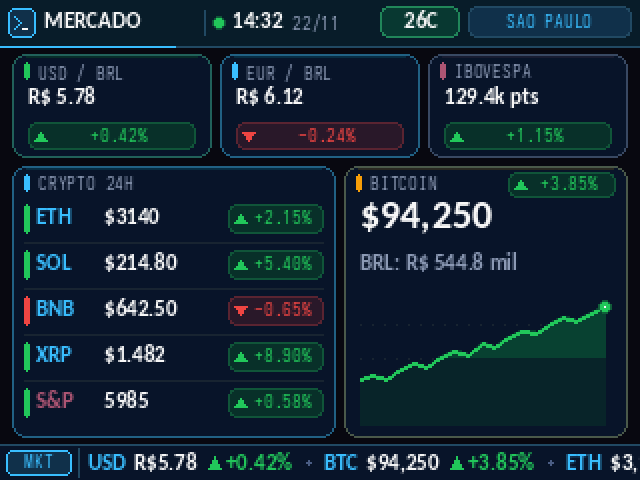 MERCADO 14:32 22/11 26C SAO PAULO
USD / BRL
R$ 5.78
+0.42%
EUR / BRL
R$ 6.12
-0.24%
IBOVESPA
129.4k pts
+1.15%
CRYPTO 24H
ETH $3140 +2.15%
SOL $214.80 +5.40%
BNB $642.50 -0.65%
XRP $1.482 +8.90%
S&P 5985 +0.58%
BITCOIN +3.85%
$94,250
BRL: R$ 544.8 mil
MKT USD R$5.78 ▲+0.42% • BTC $94,250 ▲+3.85% • ETH $3,